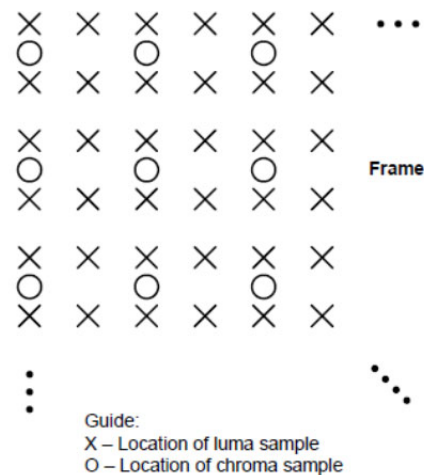 Frame
Guide:
X – Location of luma sample
O – Location of chroma sample